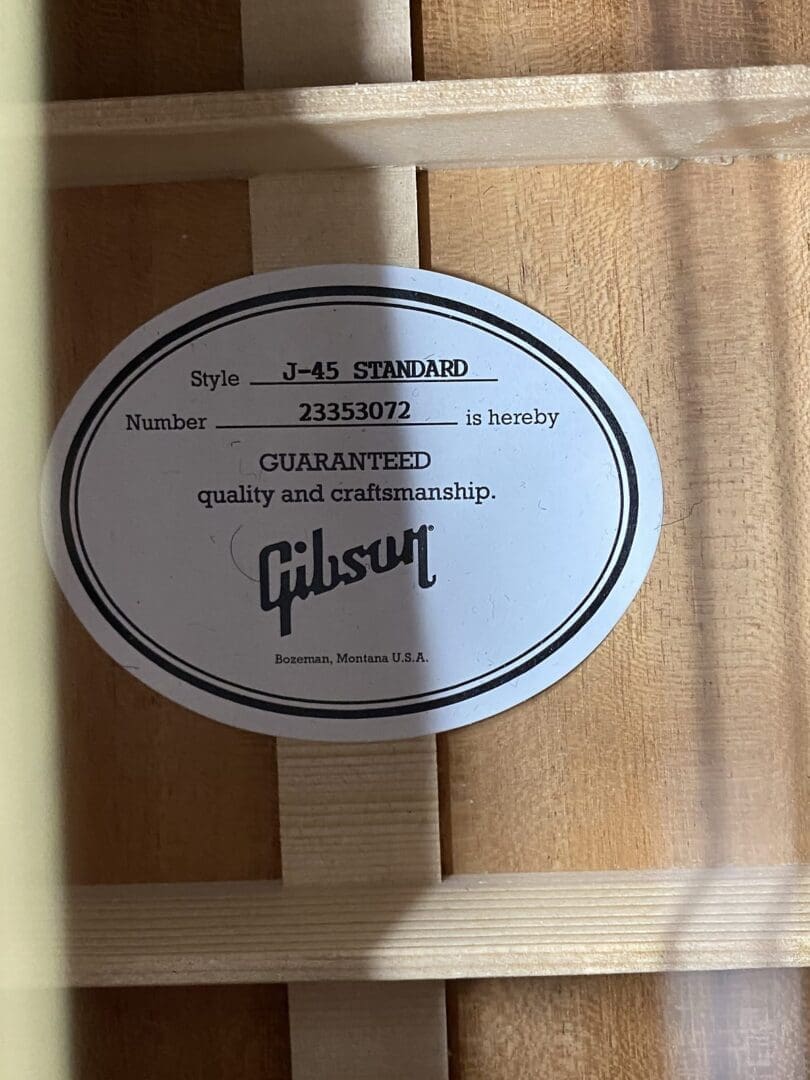 Style J-45 STANDARD
Number 23353072 is hereby
GUARANTEED
quality and craftsmanship.
Gibson®
Bozeman, Montana U.S.A.